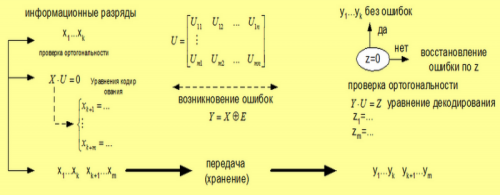 информационные разряды
x₁...xₖ
проверка ортогональности
X · U = 0 Уравнения кодирования
xₖ₊₁ = ...
⋮
xₖ₊ₘ = ...
x₁...xₖ xₖ₊₁...xₘ
U = [U₁₁ U₁₂ ... U₁ₙ
⋮
Uₘ₁ Uₘ₂ ... Uₘₙ]
возникновение ошибок
Y = X ⊕ E
передача
(хранение)
y₁...yₖ без ошибок
да
z=0
нет
восстановление
ошибки по z
проверка ортогональности
Y · U = Z уравнение декодирования
z₁=...
zₘ=...
y₁...yₖ yₖ₊₁...yₘ